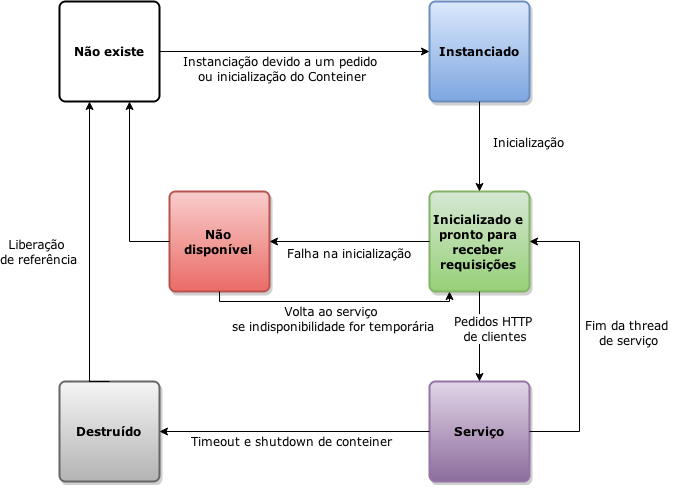 Não existe
Instanciação devido a um pedido
ou inicialização do Conteiner
Instanciado
Inicialização
Não
disponível
Falha na inicialização
Inicializado e
pronto para
receber
requisições
Liberação
de referência
Volta ao serviço
se indisponibilidade for temporária
Pedidos HTTP
de clientes
Fim da thread
de serviço
Destruído
Timeout e shutdown de conteiner
Serviço